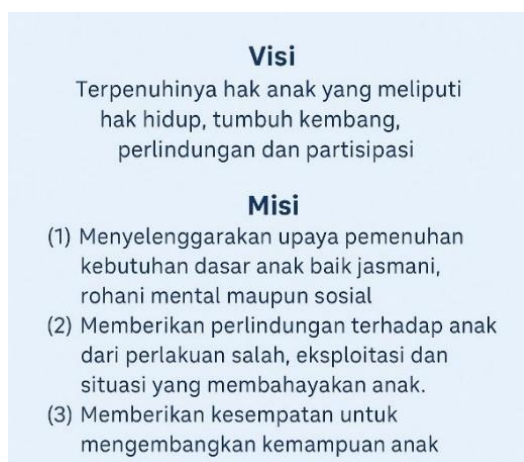 Visi
Terpenuhinya hak anak yang meliputi
hak hidup, tumbuh kembang,
perlindungan dan partisipasi
Misi
(1) Menyelenggarakan upaya pemenuhan
kebutuhan dasar anak baik jasmani,
rohani mental maupun sosial
(2) Memberikan perlindungan terhadap anak
dari perlakuan salah, eksploitasi dan
situasi yang membahayakan anak.
(3) Memberikan kesempatan untuk
mengembangkan kemampuan anak